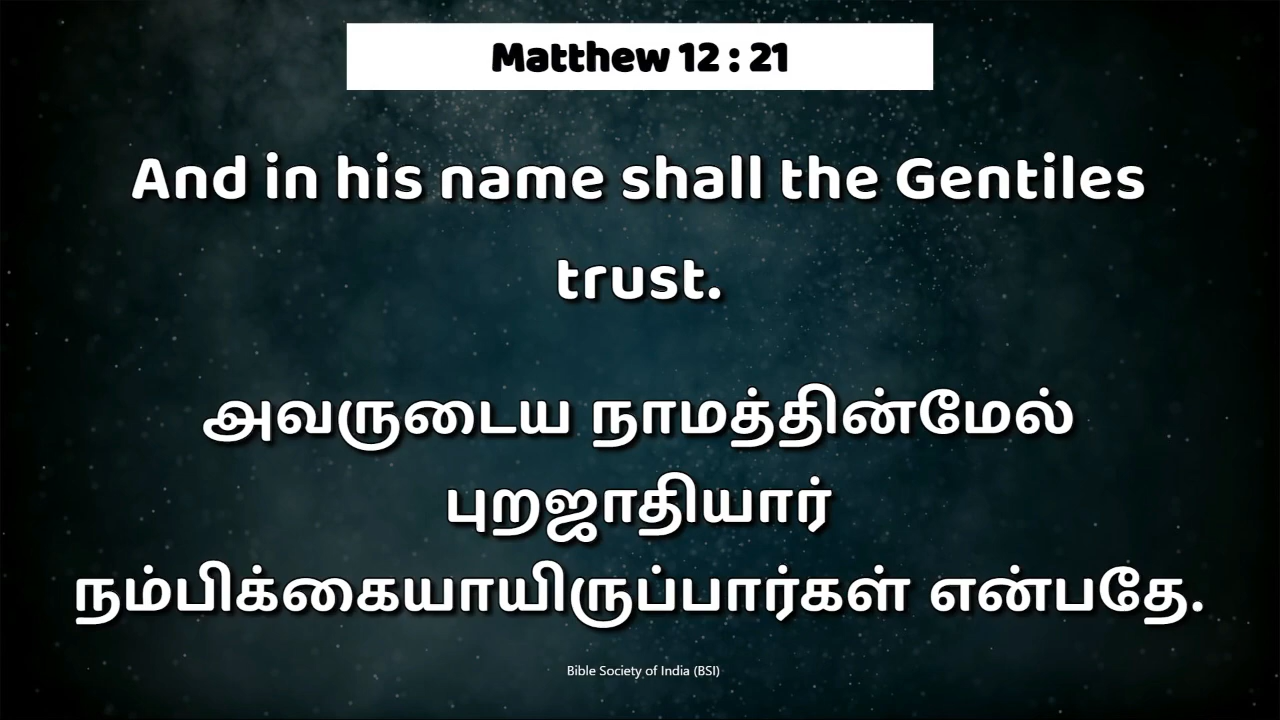 Matthew 12 : 21
And in his name shall the Gentiles
trust.
அவருடைய நாமத்தின்மேல்
புறஜாதியார்
நம்பிக்கையாயிருப்பார்கள் என்பதே.
Bible Society of India (BSI)